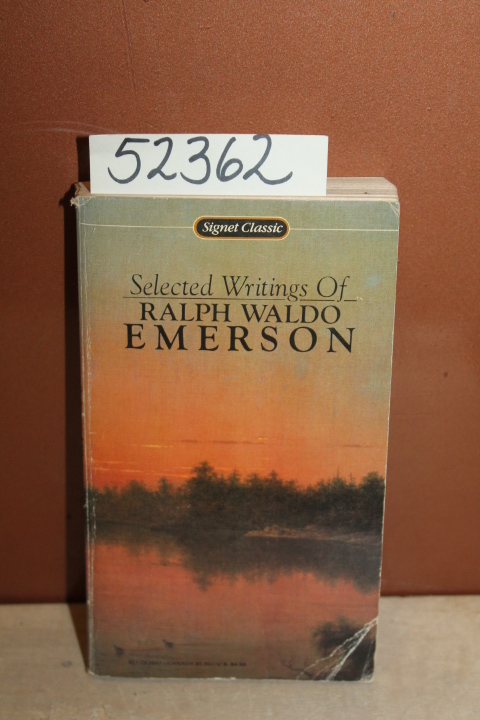 52362
Signet Classic
Selected Writings Of
RALPH WALDO
EMERSON